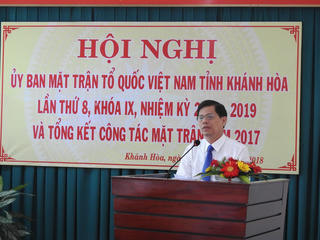 HỘI NGHỊ
ỦY BAN MẶT TRẬN TỔ QUỐC VIỆT NAM TỈNH KHÁNH HÒA
LẦN THỨ 8, KHÓA IX, NHIỆM KỲ 2019
VÀ TỔNG KẾT CÔNG TÁC MẶT TRẬN 2017
Khánh Hòa, 2018